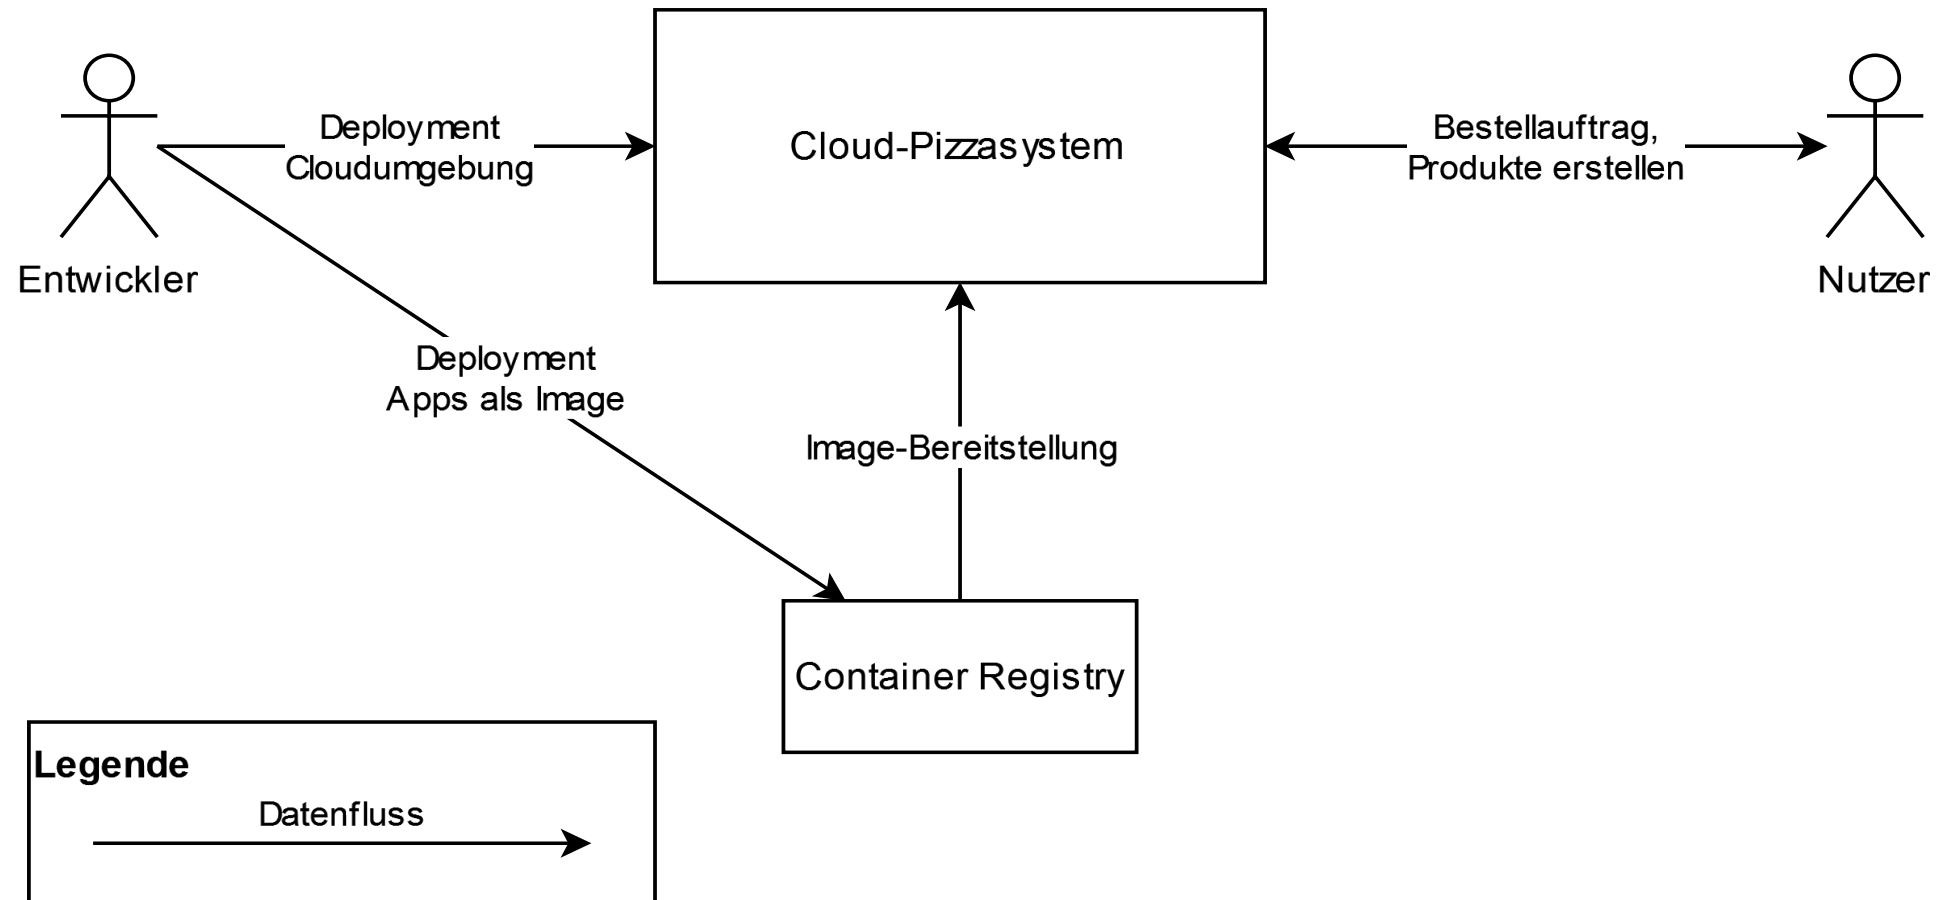 Deployment
Cloudumgebung
Cloud-Pizzasystem
Bestellauftrag,
Produkte erstellen
Entwickler
Nutzer
Deployment
Apps als Image
Image-Bereitstellung
Container Registry
Legende
Datenfluss